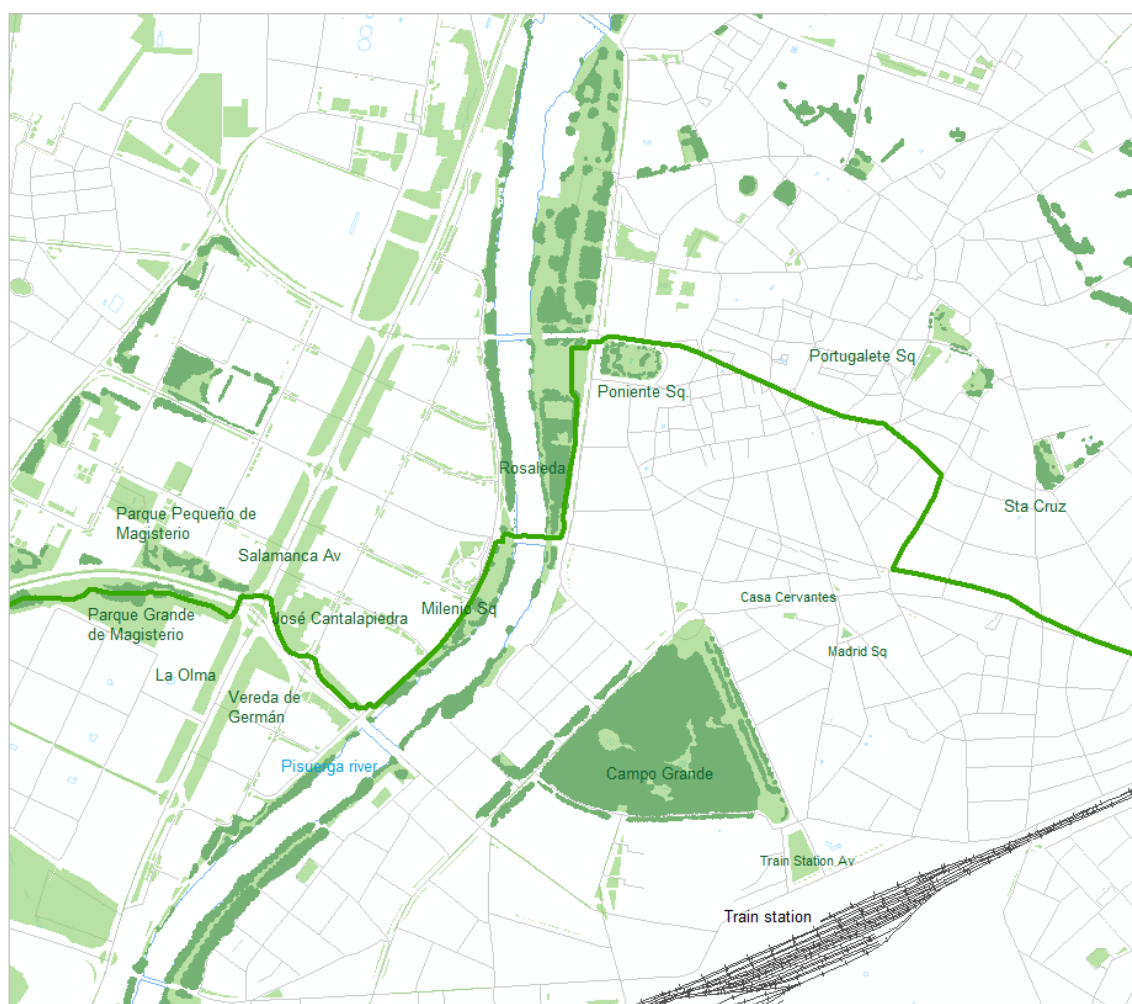 Portugalete Sq
Poniente Sq.
Rosaleda
Sta Cruz
Parque Pequeño de
Magisterio
Salamanca Av
Casa Cervantes
Parque Grande
de Magisterio
José Cantalapiedra
Milenio Sq
Madrid Sq
La Olma
Vereda de
Germán
Pisuerga river
Campo Grande
Train Station Av
Train station